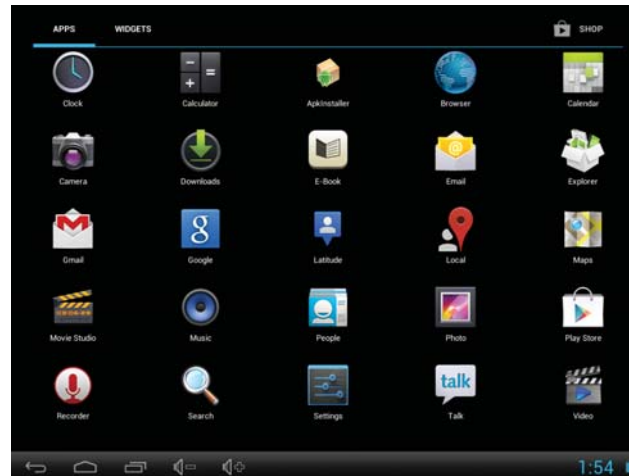 APPS WIDGETS SHOP
Clock Calculator ApkInstaller Browser Calendar
Camera Downloads E-Book Email Explorer
Gmail Google Latitude Local Maps
Movie Studio Music People Photo Play Store
talk
Recorder Search Settings Talk Video
1:54